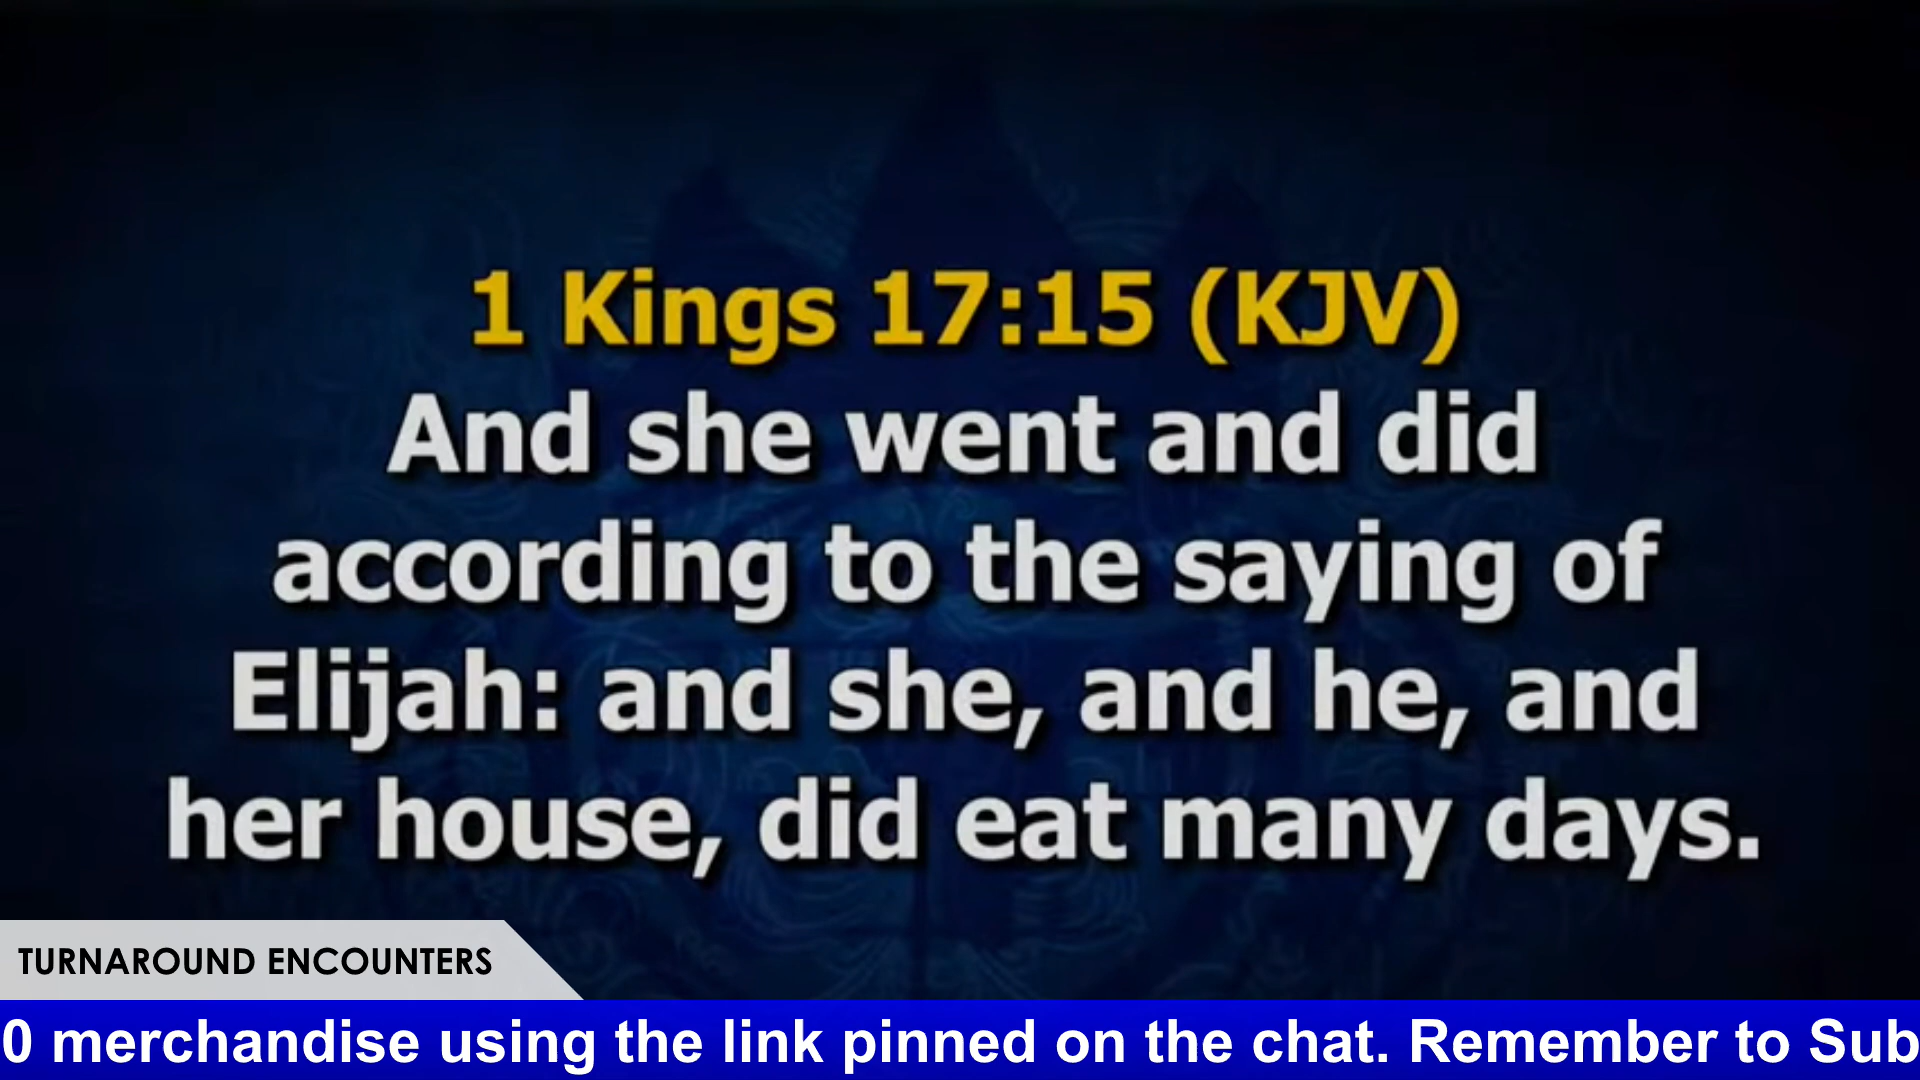 1 Kings 17:15 (KJV)
And she went and did
according to the saying of
Elijah: and she, and he, and
her house, did eat many days.
TURNAROUND ENCOUNTERS
0 merchandise using the link pinned on the chat. Remember to Sub